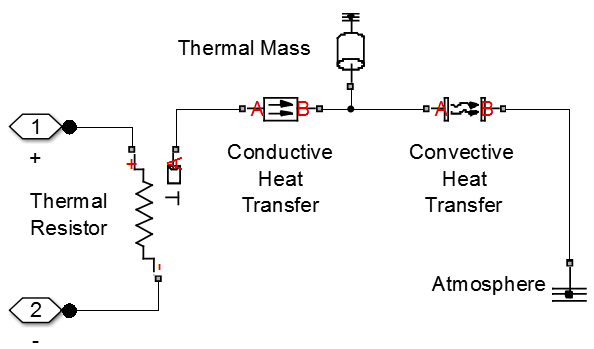 Thermal Mass
A
B
A
B
1
+
+
A
Conductive
Heat
Transfer
Convective
Heat
Transfer
Thermal
Resistor
T
-
Atmosphere
2
-